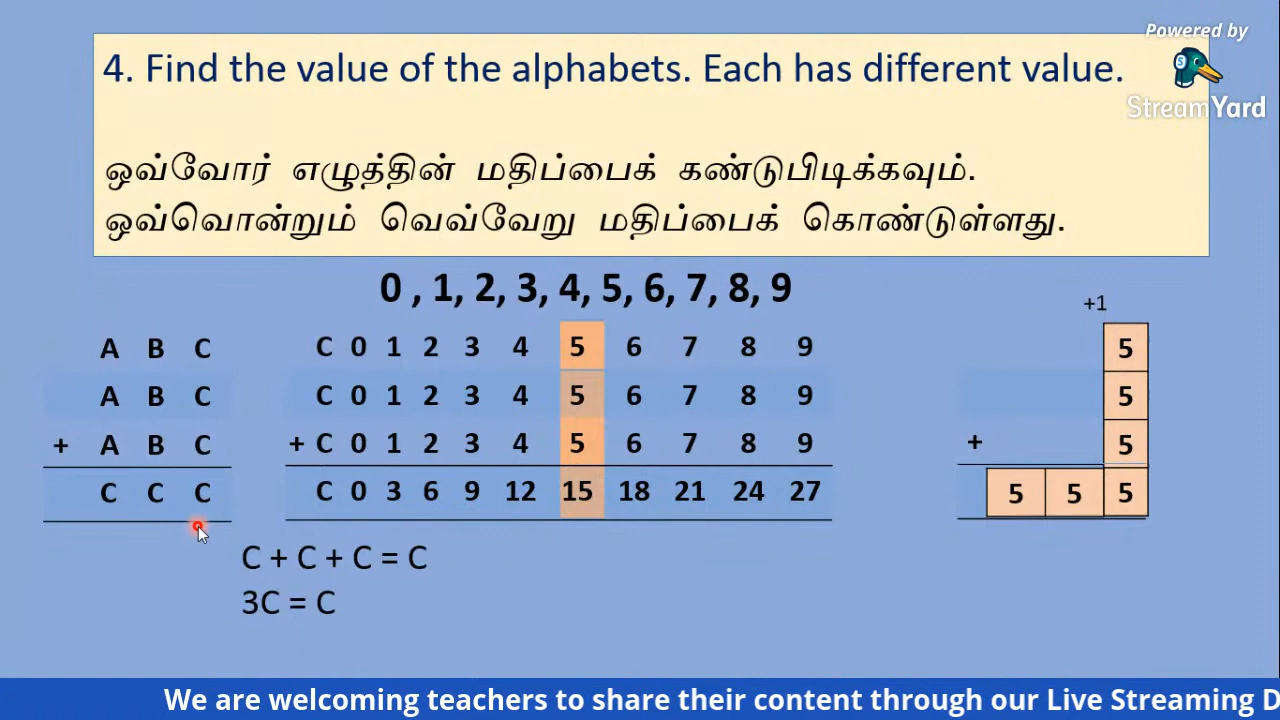 Powered by
StreamYard
4. Find the value of the alphabets. Each has different value.
ஒவ்வோர் எழுத்தின் மதிப்பைக் கண்டுபிடிக்கவும்.
ஒவ்வொன்றும் வெவ்வேறு மதிப்பைக் கொண்டுள்ளது.
0 , 1, 2, 3, 4, 5, 6, 7, 8, 9
+1
A B C C 0 1 2 3 4 5 6 7 8 9 5
A B C C 0 1 2 3 4 5 6 7 8 9 5
+ A B C + C 0 1 2 3 4 5 6 7 8 9 + 5
C C C C 0 3 6 9 12 15 18 21 24 27 5 5 5
C + C + C = C
3C = C
We are welcoming teachers to share their content through our Live Streaming D